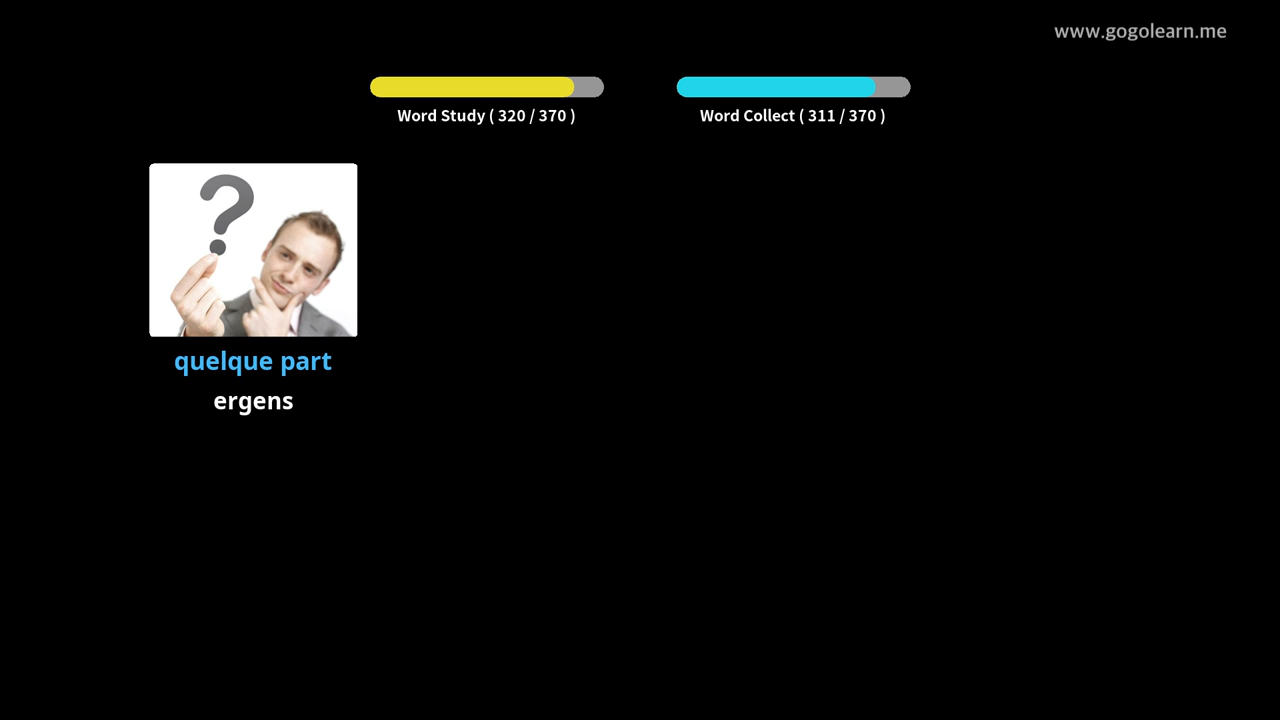 www.gogolearn.me
Word Study ( 320 / 370 )
Word Collect ( 311 / 370 )
quelque part
ergens